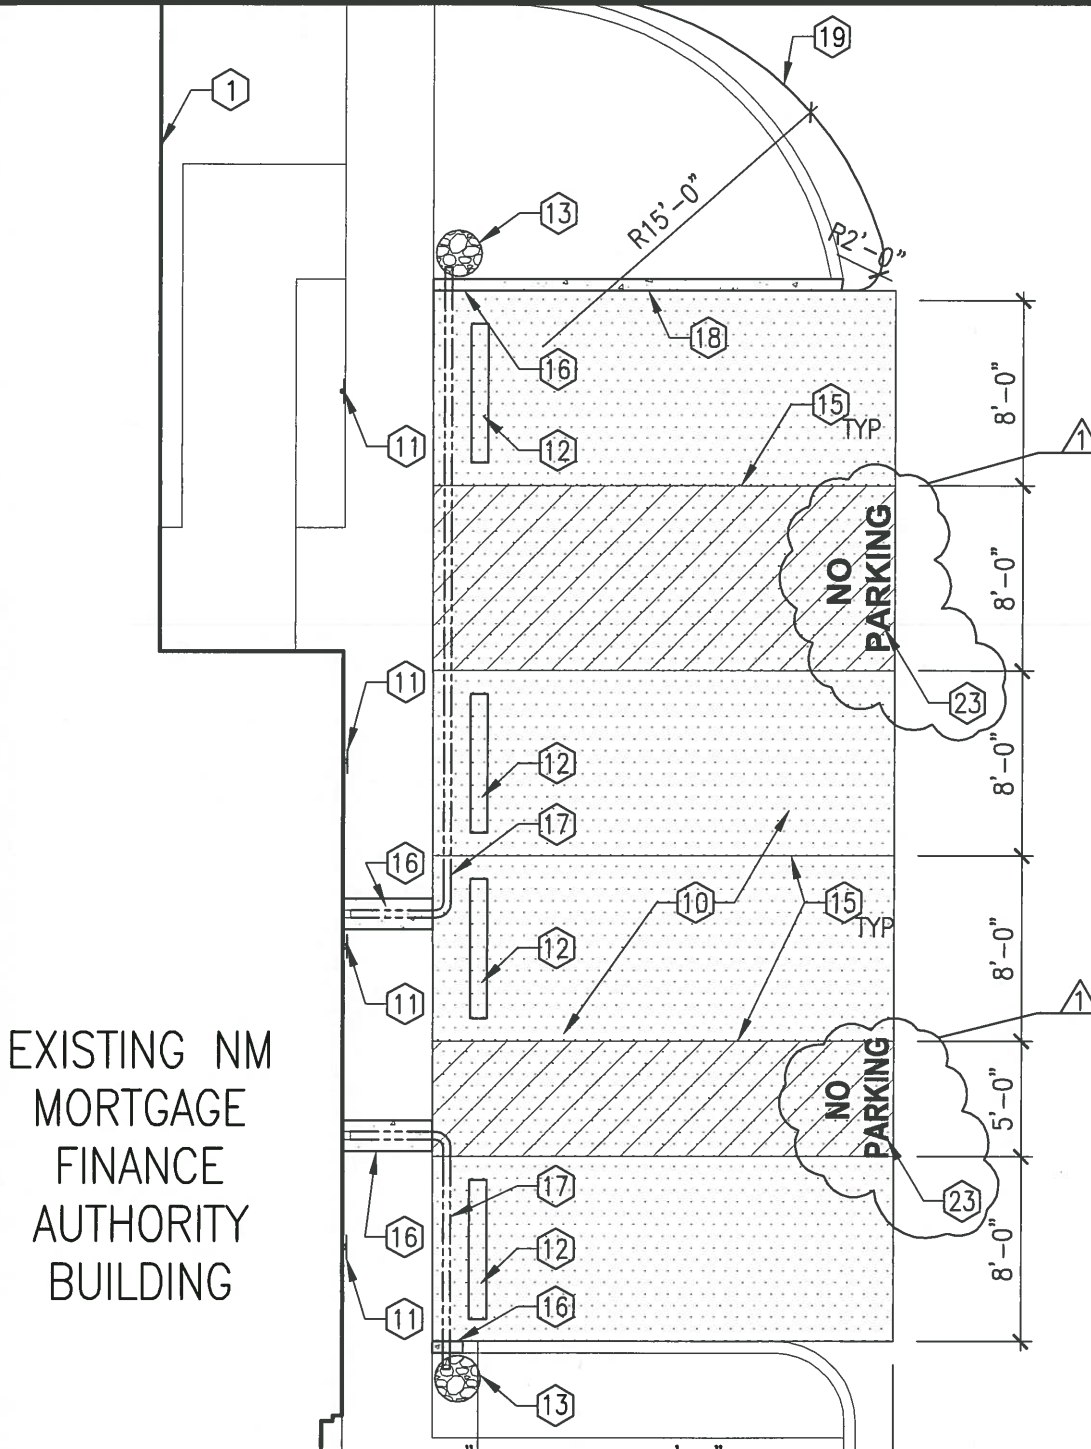 19
1
13
R15'-0"
R2'-0"
18
16
15
TYP
8'-0"
11
12
1
NO
PARKING
8'-0"
11
23
12
8'-0"
17
16
10
15
TYP
12
8'-0"
11
1
EXISTING NM
MORTGAGE
FINANCE
AUTHORITY
BUILDING
NO
PARKING
5'-0"
17
23
16
12
8'-0"
16
11
13